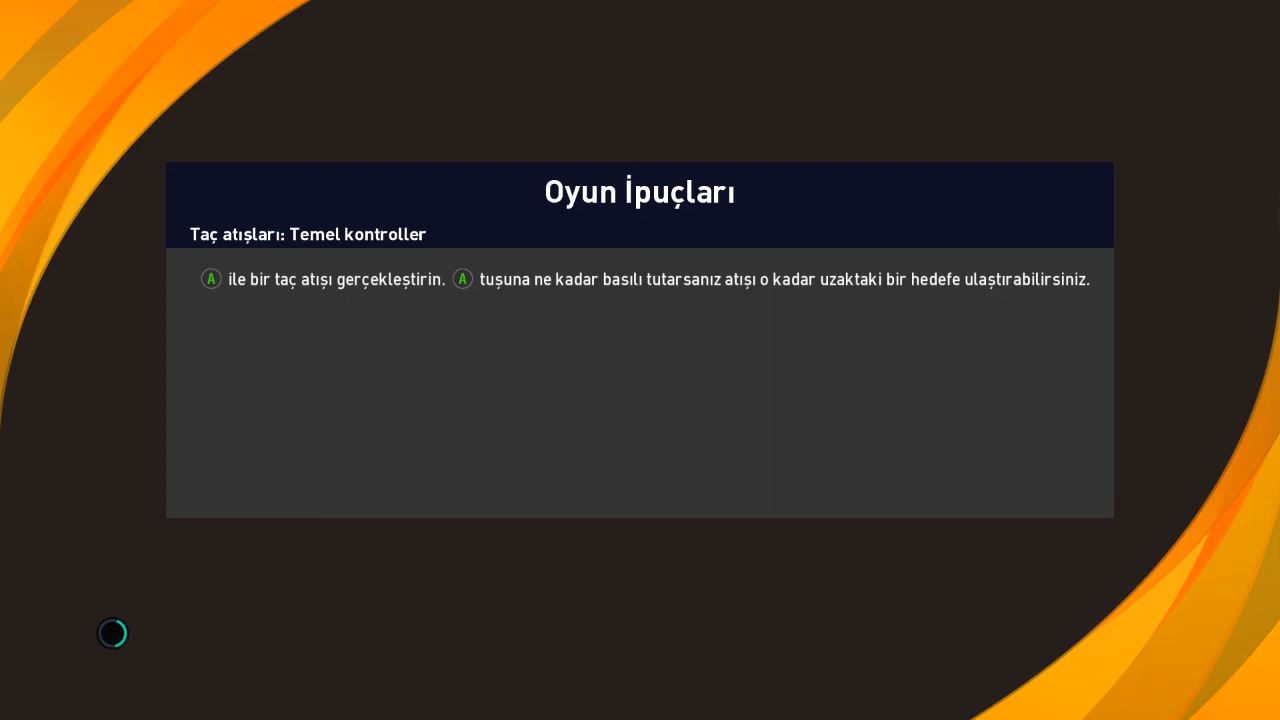 Oyun İpuçları
Taç atışları: Temel kontroller
A ile bir taç atışı gerçekleştirin. A tuşuna ne kadar basılı tutarsanız atışı o kadar uzaktaki bir hedefe ulaştırabilirsiniz.